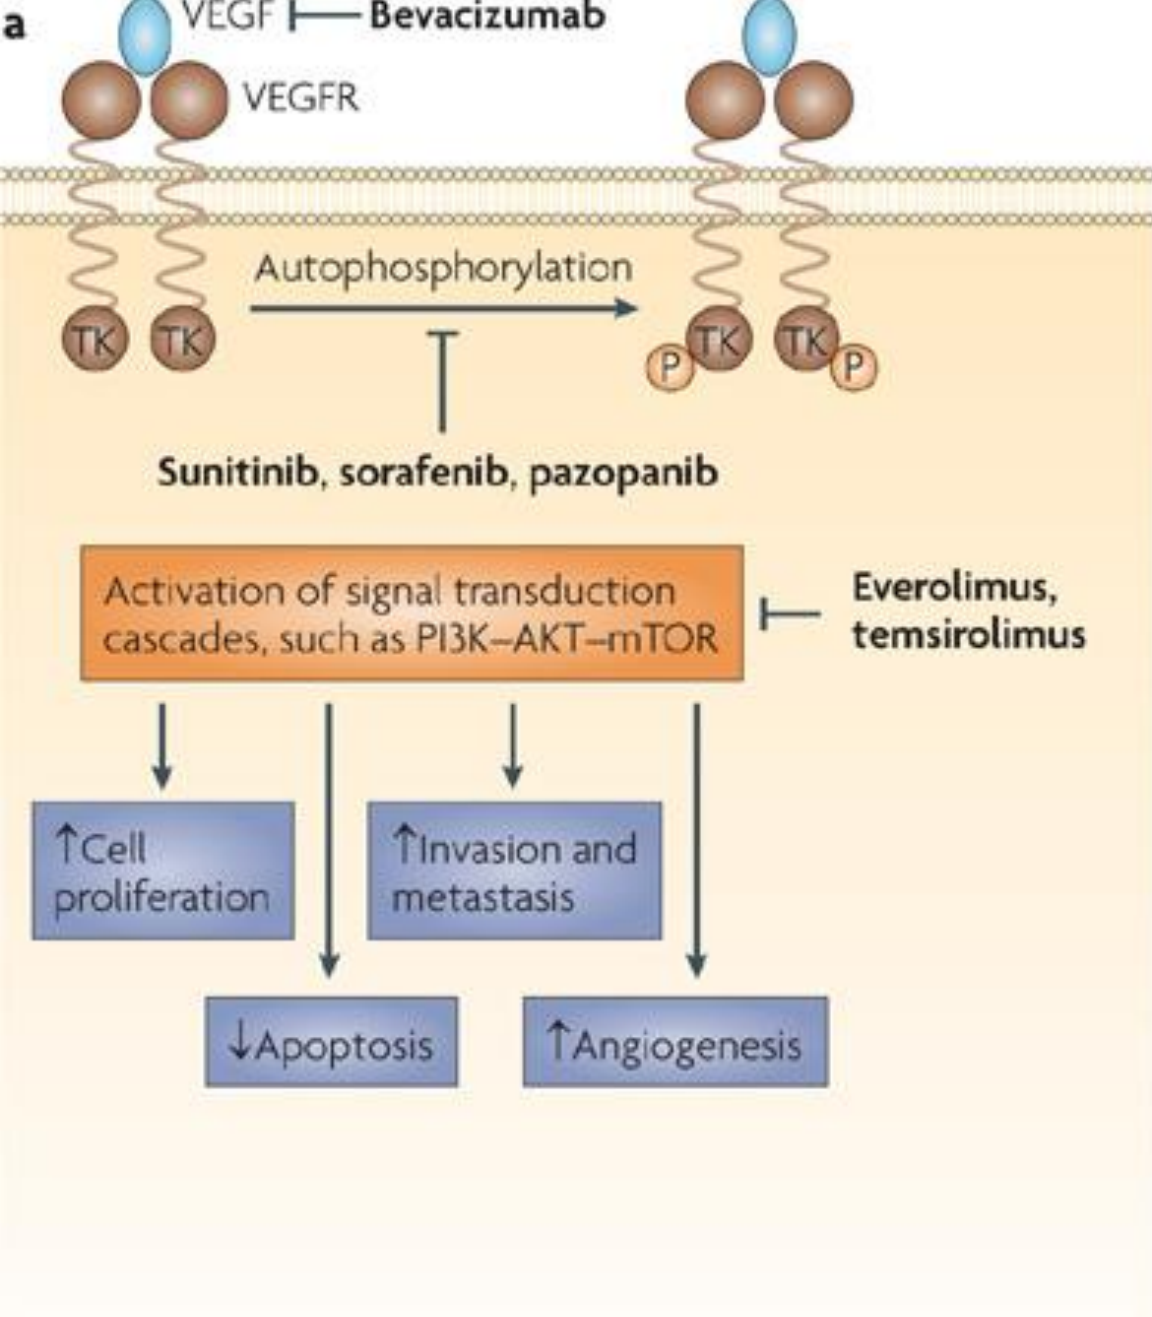 a
VEGF
Bevacizumab
VEGFR
Autophosphorylation
TK
TK
TK
TK
P
P
Sunitinib, sorafenib, pazopanib
Activation of signal transduction
cascades, such as PI3K–AKT–mTOR
Everolimus,
temsirolimus
↑Cell
proliferation
↑Invasion and
metastasis
↓Apoptosis
↑Angiogenesis